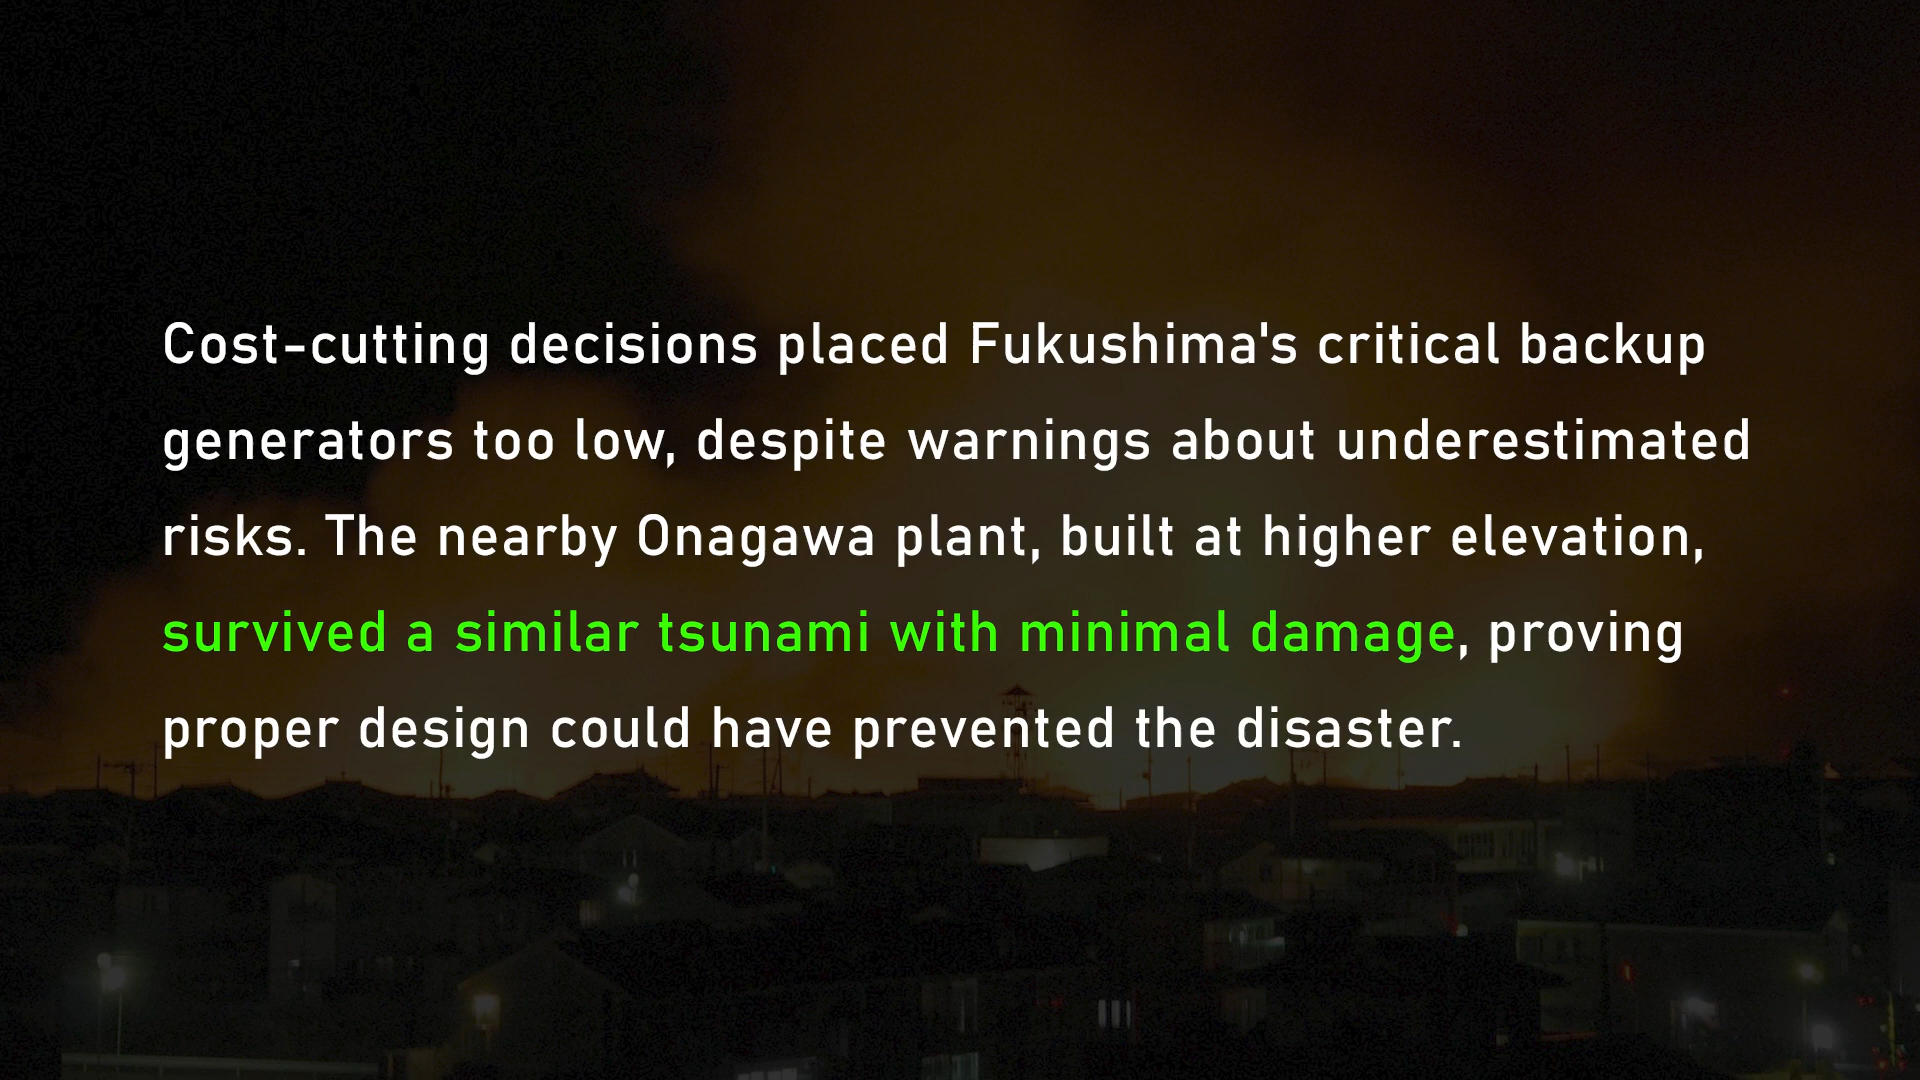 Cost-cutting decisions placed Fukushima's critical backup
generators too low, despite warnings about underestimated
risks. The nearby Onagawa plant, built at higher elevation,
survived a similar tsunami with minimal damage, proving
proper design could have prevented the disaster.